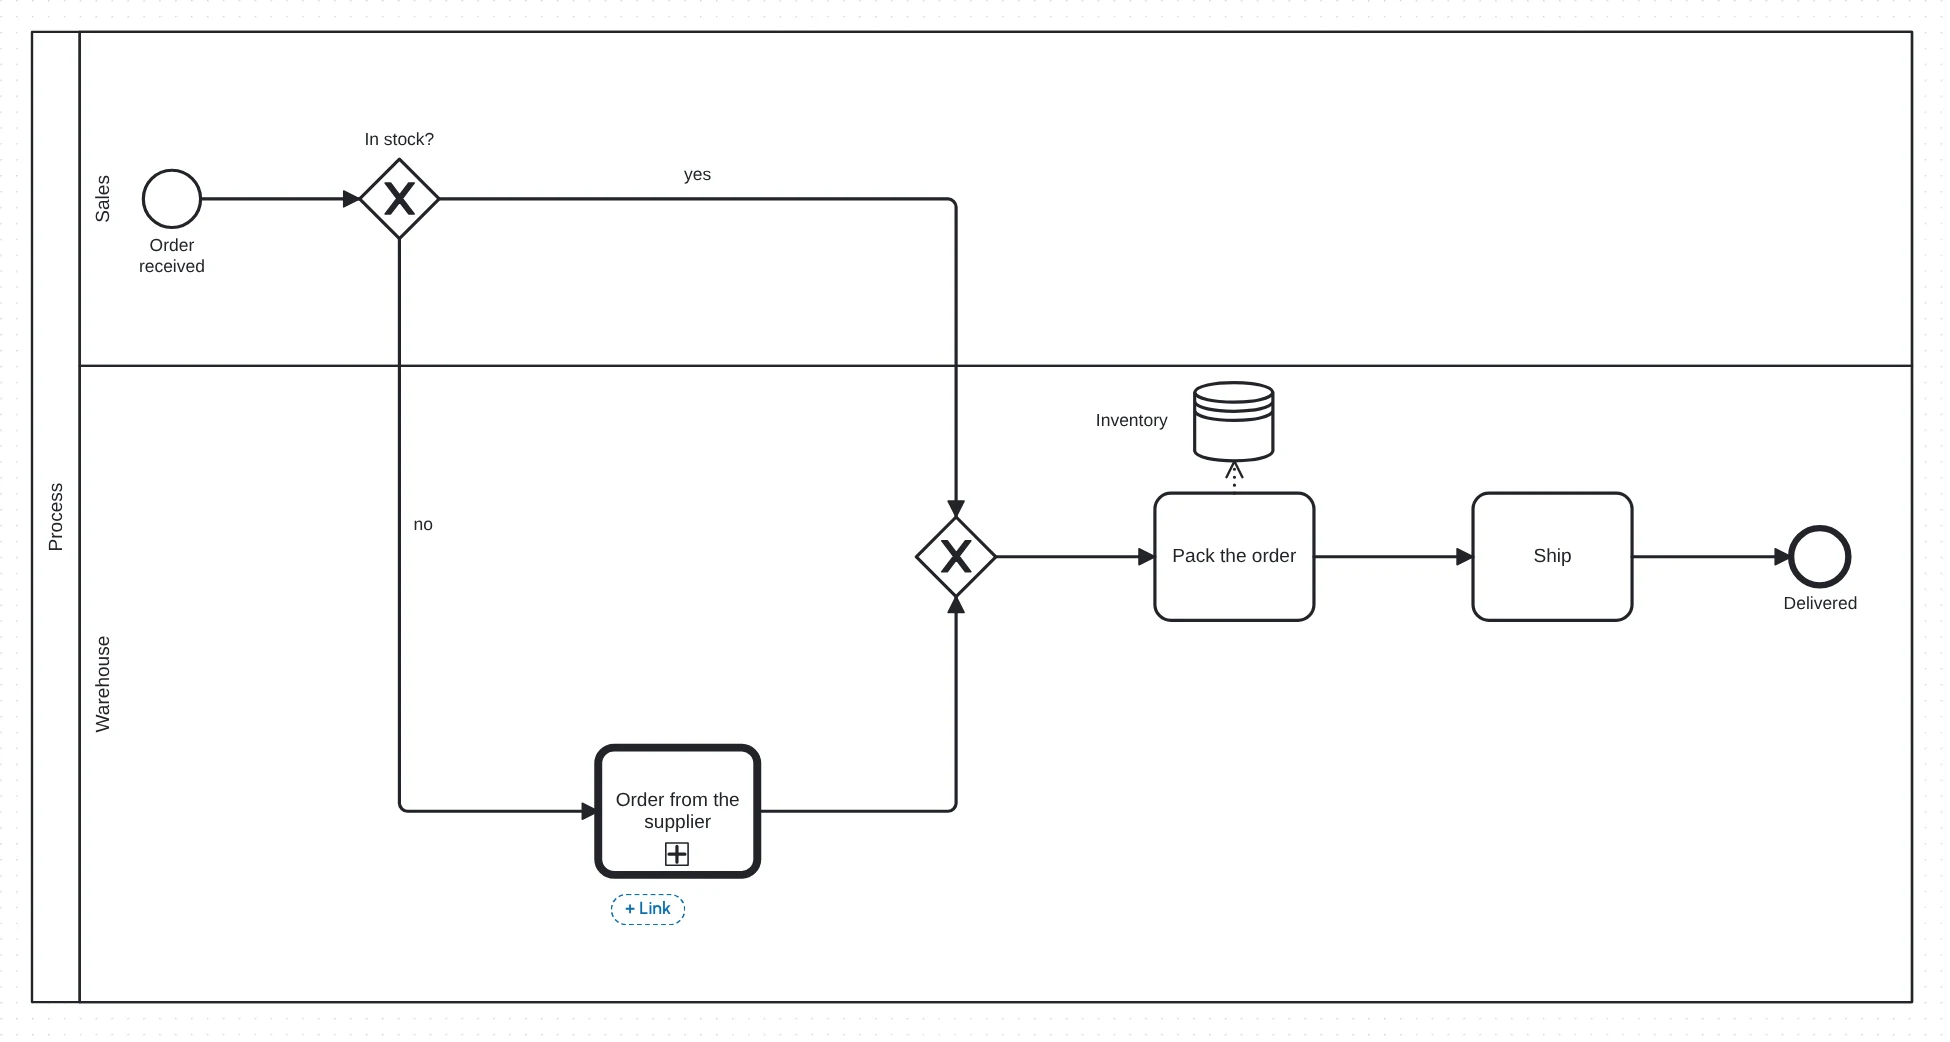 Process
Sales
Order
received
In stock?
yes
no
Warehouse
Order from the
supplier
+ Link
Inventory
Pack the order
Ship
Delivered